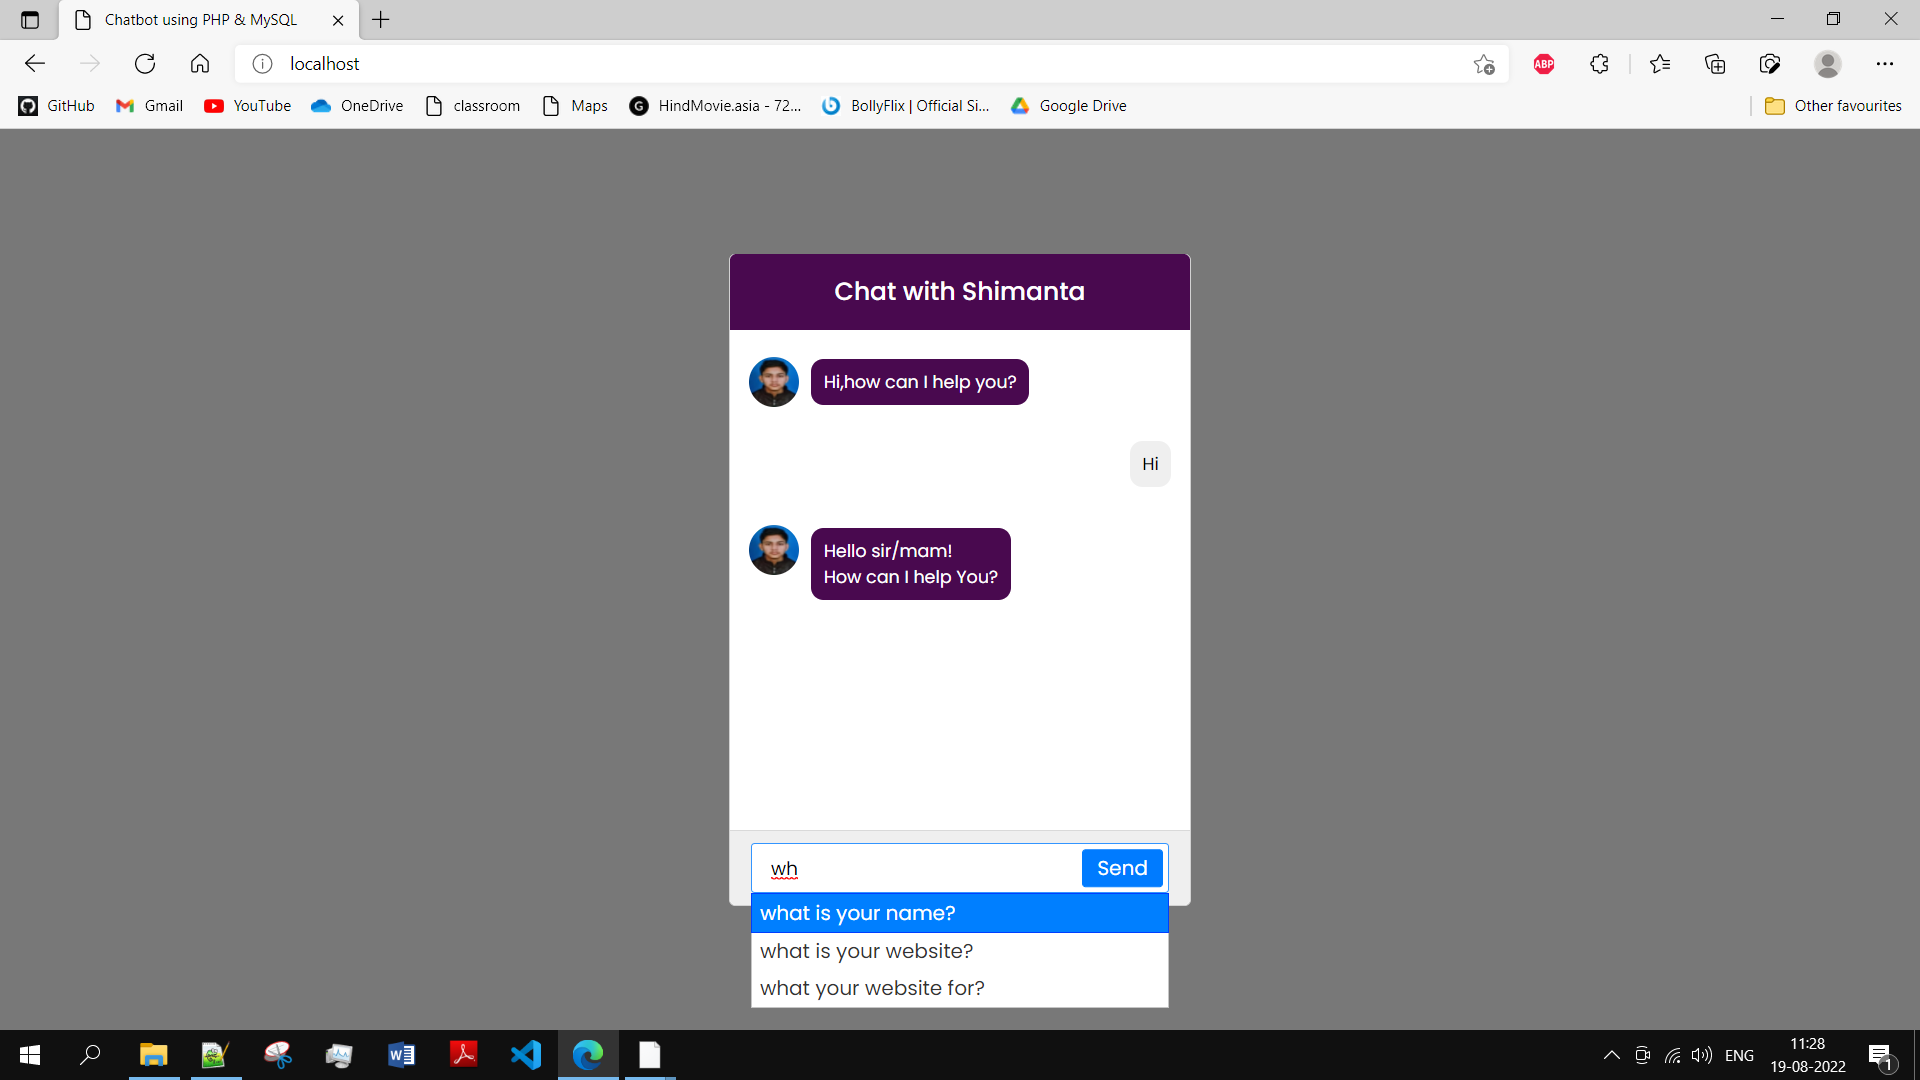 Chatbot using PHP & MySQL
localhost
ABP
GitHub
Gmail
YouTube
OneDrive
classroom
Maps
G
HindMovie.asia - 72...
BollyFlix | Official Si...
Google Drive
Other favourites
Chat with Shimanta
Hi,how can I help you?
Hi
Hello sir/mam!
How can I help You?
wh
Send
what is your name?
what is your website?
what your website for?
W
ENG
11:28
19-08-2022
1